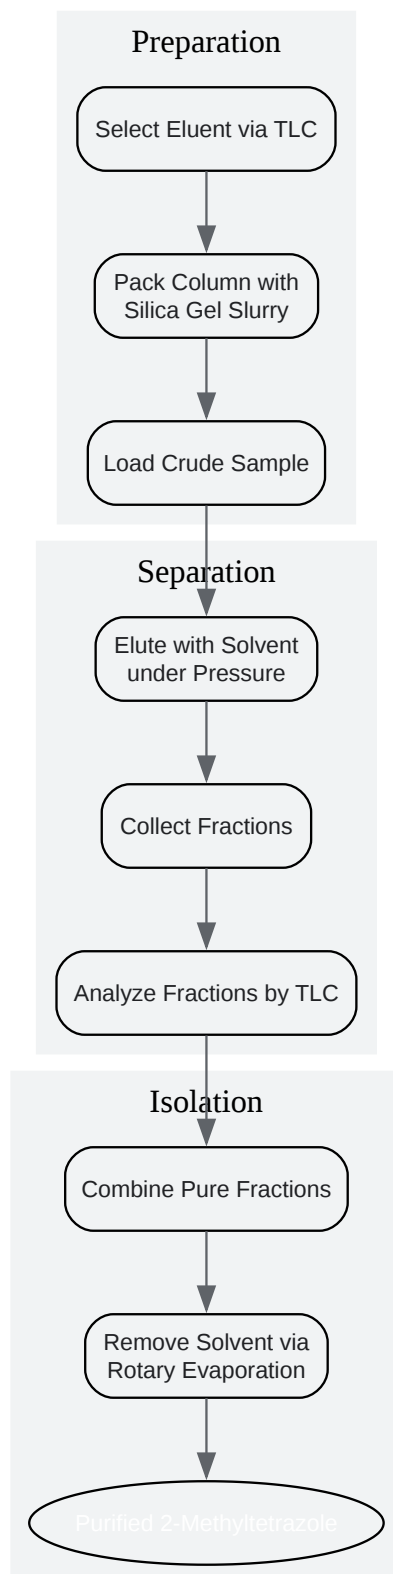 Preparation
Select Eluent via TLC
Pack Column with
Silica Gel Slurry
Load Crude Sample
Separation
Elute with Solvent
under Pressure
Collect Fractions
Analyze Fractions by TLC
Isolation
Combine Pure Fractions
Remove Solvent via
Rotary Evaporation
Purified 2-Methyltetrazole